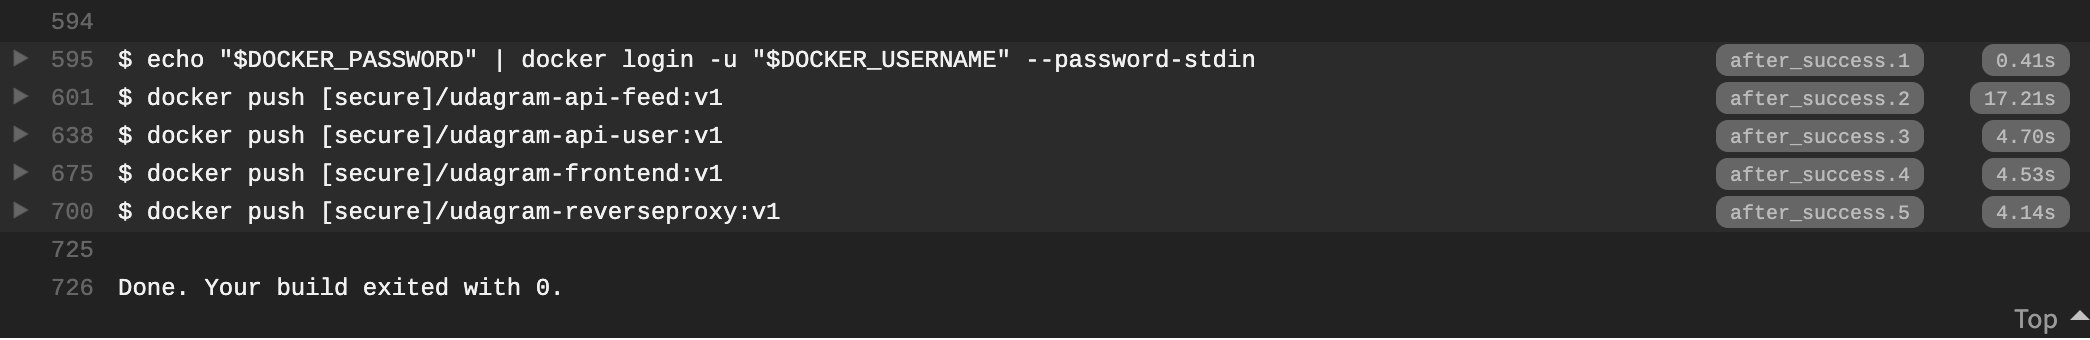 594
595 $ echo "$DOCKER_PASSWORD" | docker login -u "$DOCKER_USERNAME" --password-stdin after_success.1 0.41s
601 $ docker push [secure]/udagram-api-feed:v1 after_success.2 17.21s
638 $ docker push [secure]/udagram-api-user:v1 after_success.3 4.70s
675 $ docker push [secure]/udagram-frontend:v1 after_success.4 4.53s
700 $ docker push [secure]/udagram-reverseproxy:v1 after_success.5 4.14s
725
726 Done. Your build exited with 0.
Top